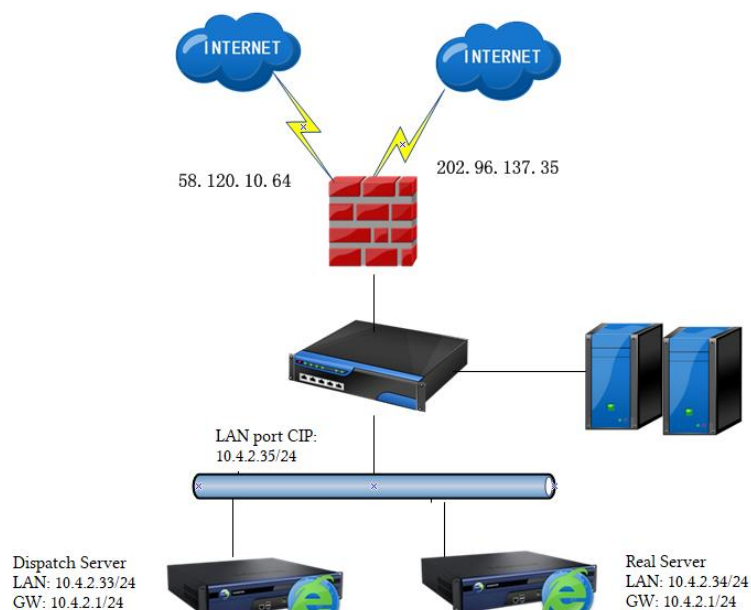 INTERNET
INTERNET
58.120.10.64
202.96.137.35
LAN port CIP:
10.4.2.35/24
Dispatch Server
LAN: 10.4.2.33/24
GW: 10.4.2.1/24
Real Server
LAN: 10.4.2.34/24
GW: 10.4.2.1/24